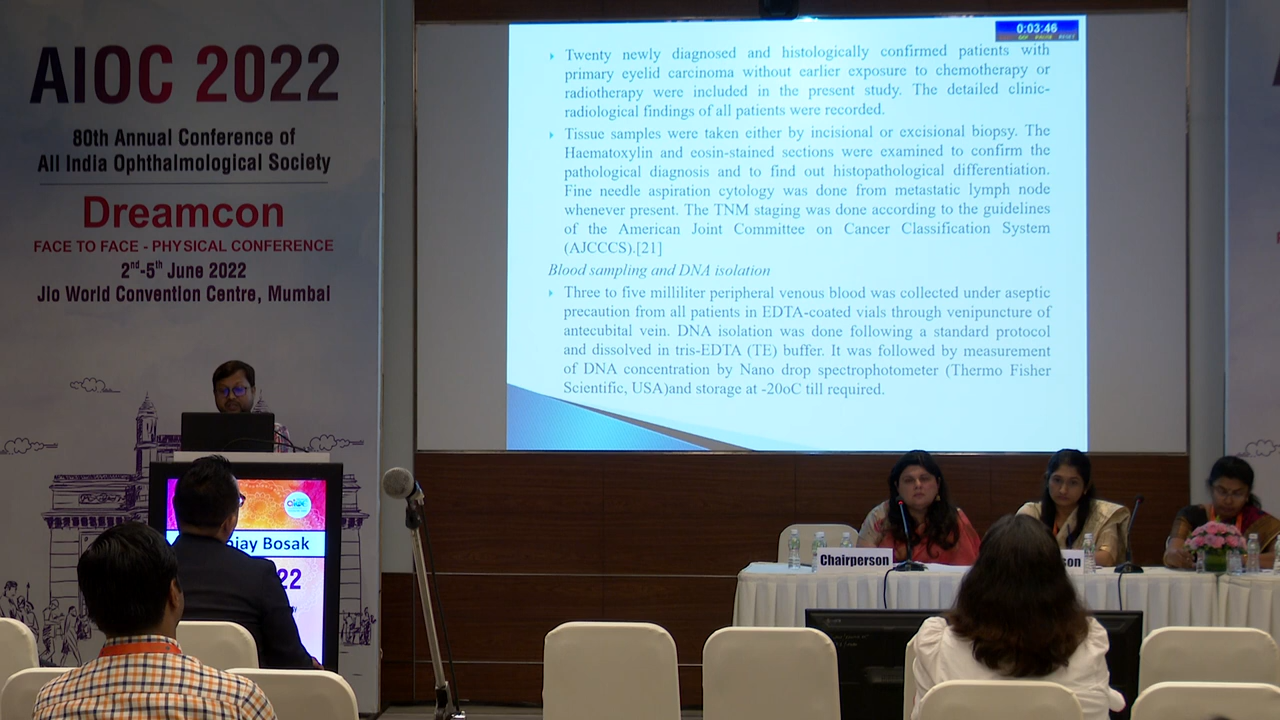 AIOC 2022
80th Annual Conference of
All India Ophthalmological Society
Dreamcon
FACE TO FACE - PHYSICAL CONFERENCE
2nd-5th June 2022
Jio World Convention Centre, Mumbai
0:03:46
Twenty newly diagnosed and histologically confirmed patients with
primary eyelid carcinoma without earlier exposure to chemotherapy or
radiotherapy were included in the present study. The detailed clinic-
radiological findings of all patients were recorded.
Tissue samples were taken either by incisional or excisional biopsy. The
Haematoxylin and eosin-stained sections were examined to confirm the
pathological diagnosis and to find out histopathological differentiation.
Fine needle aspiration cytology was done from metastatic lymph node
whenever present. The TNM staging was done according to the guidelines
of the American Joint Committee on Cancer Classification System
(AJCCCS).[21]
Blood sampling and DNA isolation
Three to five milliliter peripheral venous blood was collected under aseptic
precaution from all patients in EDTA-coated vials through venipuncture of
antecubital vein. DNA isolation was done following a standard protocol
and dissolved in tris-EDTA (TE) buffer. It was followed by measurement
of DNA concentration by Nano drop spectrophotometer (Thermo Fisher
Scientific, USA)and storage at -20oC till required.
jay Bosak
22
Chairperson
son